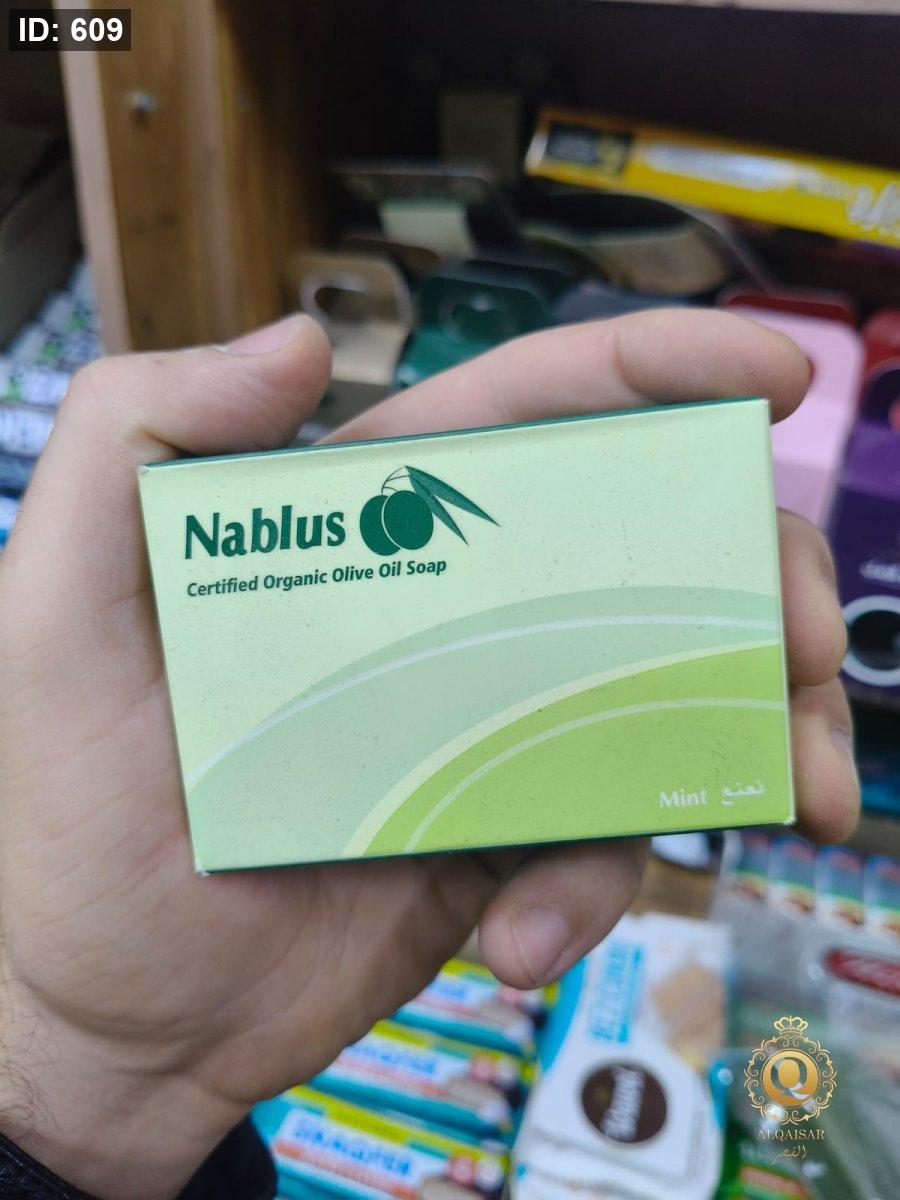 ID: 609
Nablus
Certified Organic Olive Oil Soap
Mint نعنع
Q
ALQAISAR
القيصر